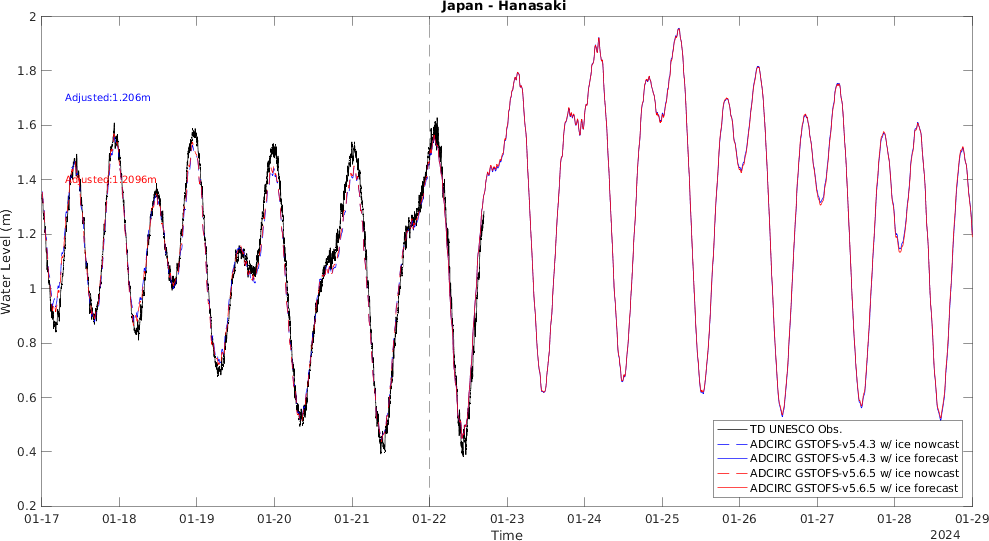 Japan - Hanasaki
2
1.8
1.6
1.4
1.2
1
0.8
0.6
0.4
0.2
Water Level (m)
Adjusted:1.206m
Adjusted:1.2096m
TD UNESCO Obs.
ADCIRC GSTOFS-v5.4.3 w/ ice nowcast
ADCIRC GSTOFS-v5.4.3 w/ ice forecast
ADCIRC GSTOFS-v5.6.5 w/ ice nowcast
ADCIRC GSTOFS-v5.6.5 w/ ice forecast
01-17 01-18 01-19 01-20 01-21 01-22 01-23 01-24 01-25 01-26 01-27 01-28 01-29
Time
2024